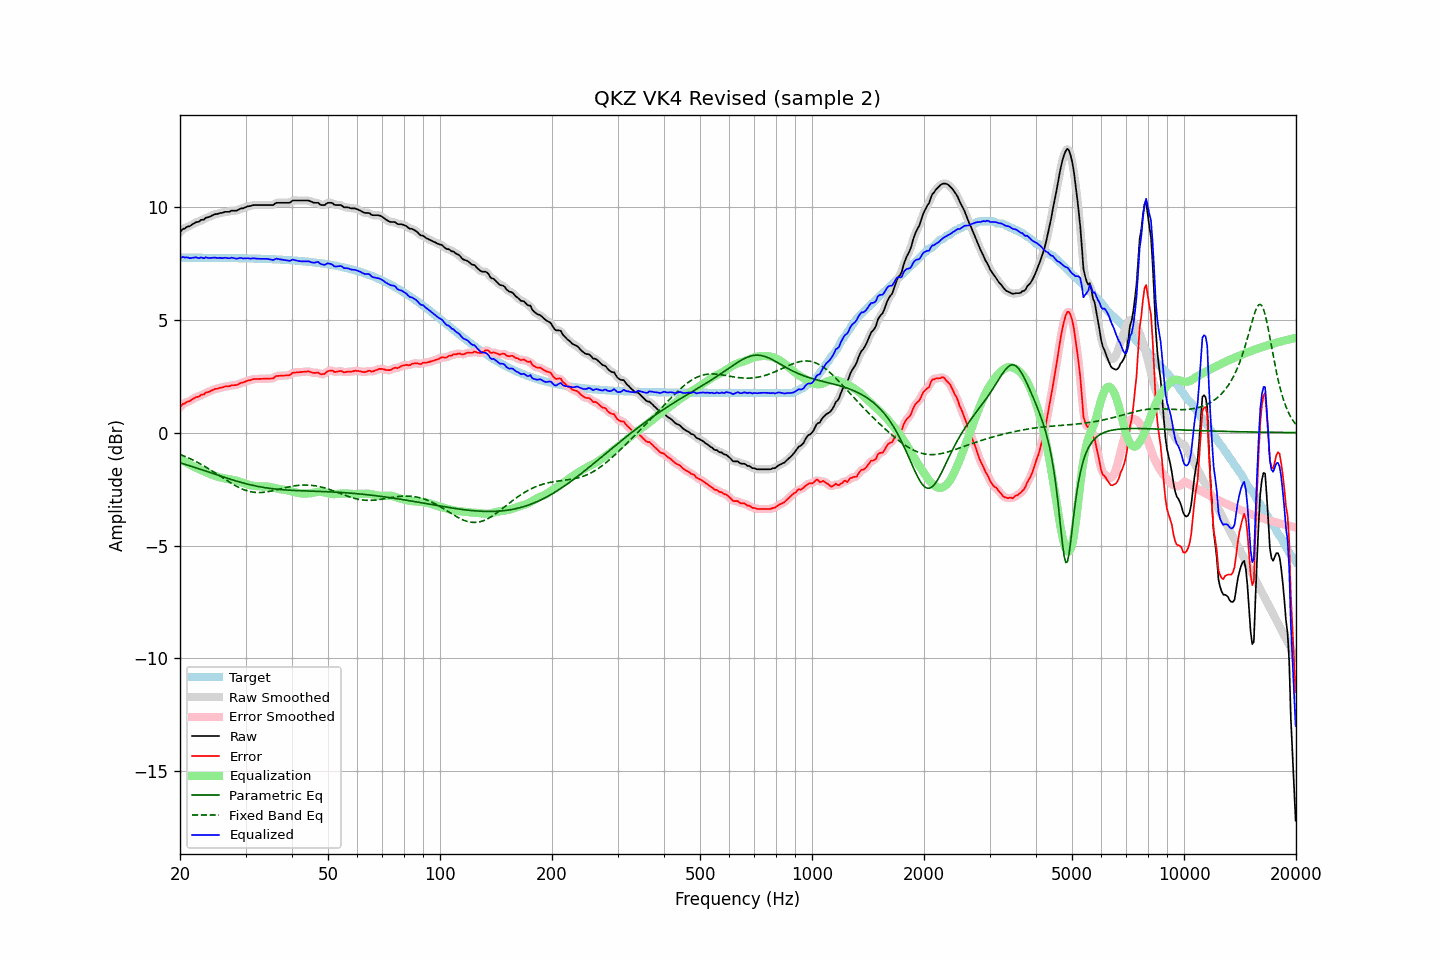 QKZ VK4 Revised (sample 2)
Amplitude (dBr)
10
5
0
−5
−10
−15
Target
Raw Smoothed
Error Smoothed
Raw
Error
Equalization
Parametric Eq
Fixed Band Eq
Equalized
20 50 100 200 500 1000 2000 5000 10000 20000
Frequency (Hz)